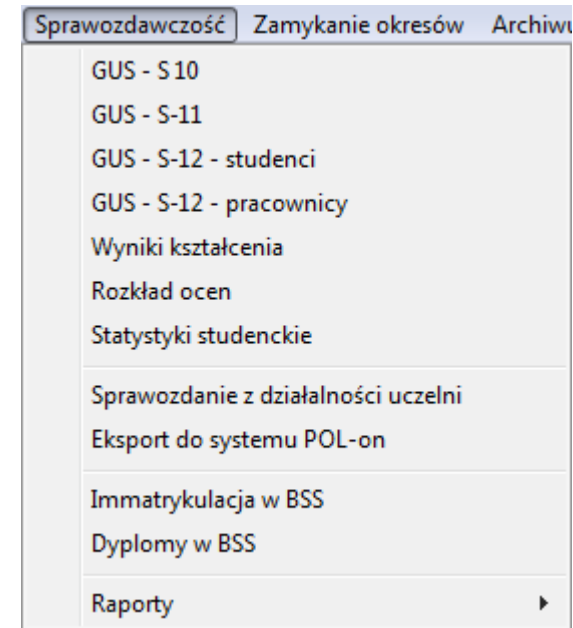 Sprawozdawczość Zamykanie okresów Archiwu
GUS - S10
GUS - S-11
GUS - S-12 - studenci
GUS - S-12 - pracownicy
Wyniki kształcenia
Rozkład ocen
Statystyki studenckie
Sprawozdanie z działalności uczelni
Eksport do systemu POL-on
Immatrykulacja w BSS
Dyplomy w BSS
Raporty